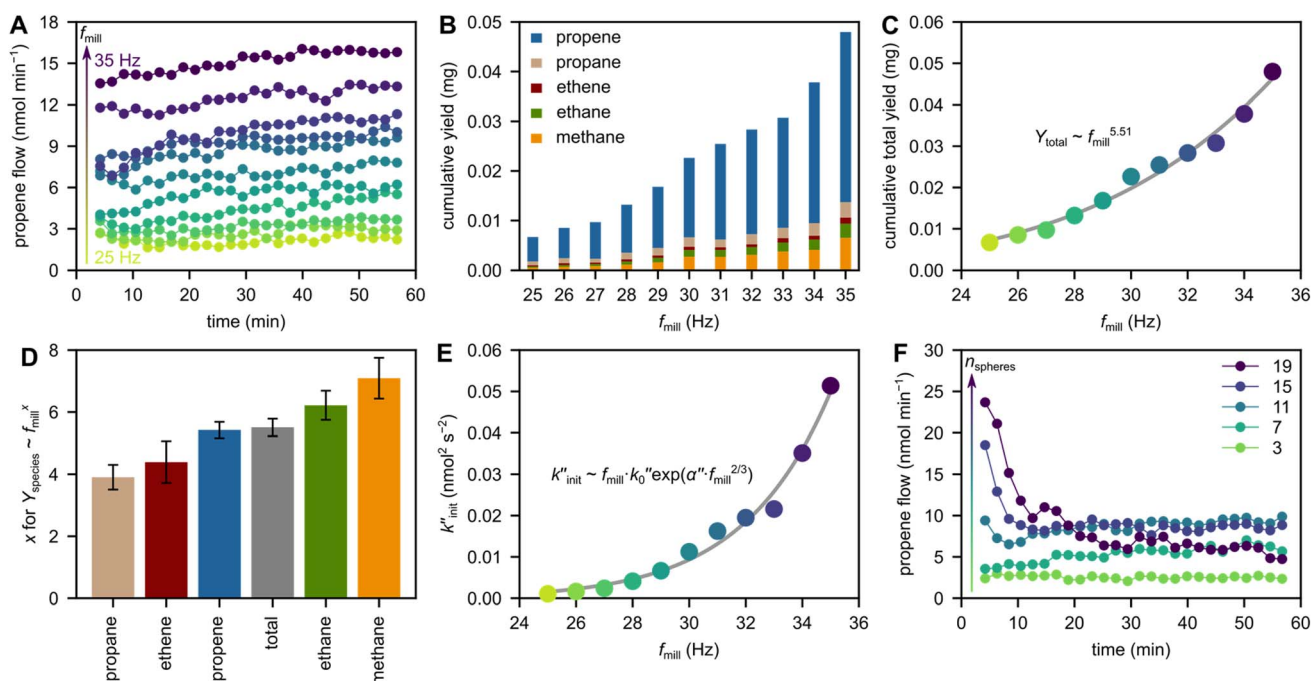 A
f_mill
35 Hz
25 Hz
propene flow (nmol min⁻¹)
18
15
12
9
6
3
0
0 10 20 30 40 50 60
time (min)
B
propene
propane
ethene
ethane
methane
cumulative yield (mg)
0.05
0.04
0.03
0.02
0.01
0.00
25 26 27 28 29 30 31 32 33 34 35
f_mill (Hz)
C
Y_total ~ f_mill^5.51
cumulative total yield (mg)
0.06
0.05
0.04
0.03
0.02
0.01
0.00
24 26 28 30 32 34 36
f_mill (Hz)
D
x for Y_species ~ f_mill^x
8
6
4
2
0
propane
ethene
propene
total
ethane
methane
E
k″_init ~ f_mill·k₀″exp(α″·f_mill^2/3)
k″_init (nmol² s⁻²)
0.06
0.05
0.04
0.03
0.02
0.01
0.00
24 26 28 30 32 34 36
f_mill (Hz)
F
n_spheres
19
15
11
7
3
propene flow (nmol min⁻¹)
30
25
20
15
10
5
0
0 10 20 30 40 50 60
time (min)